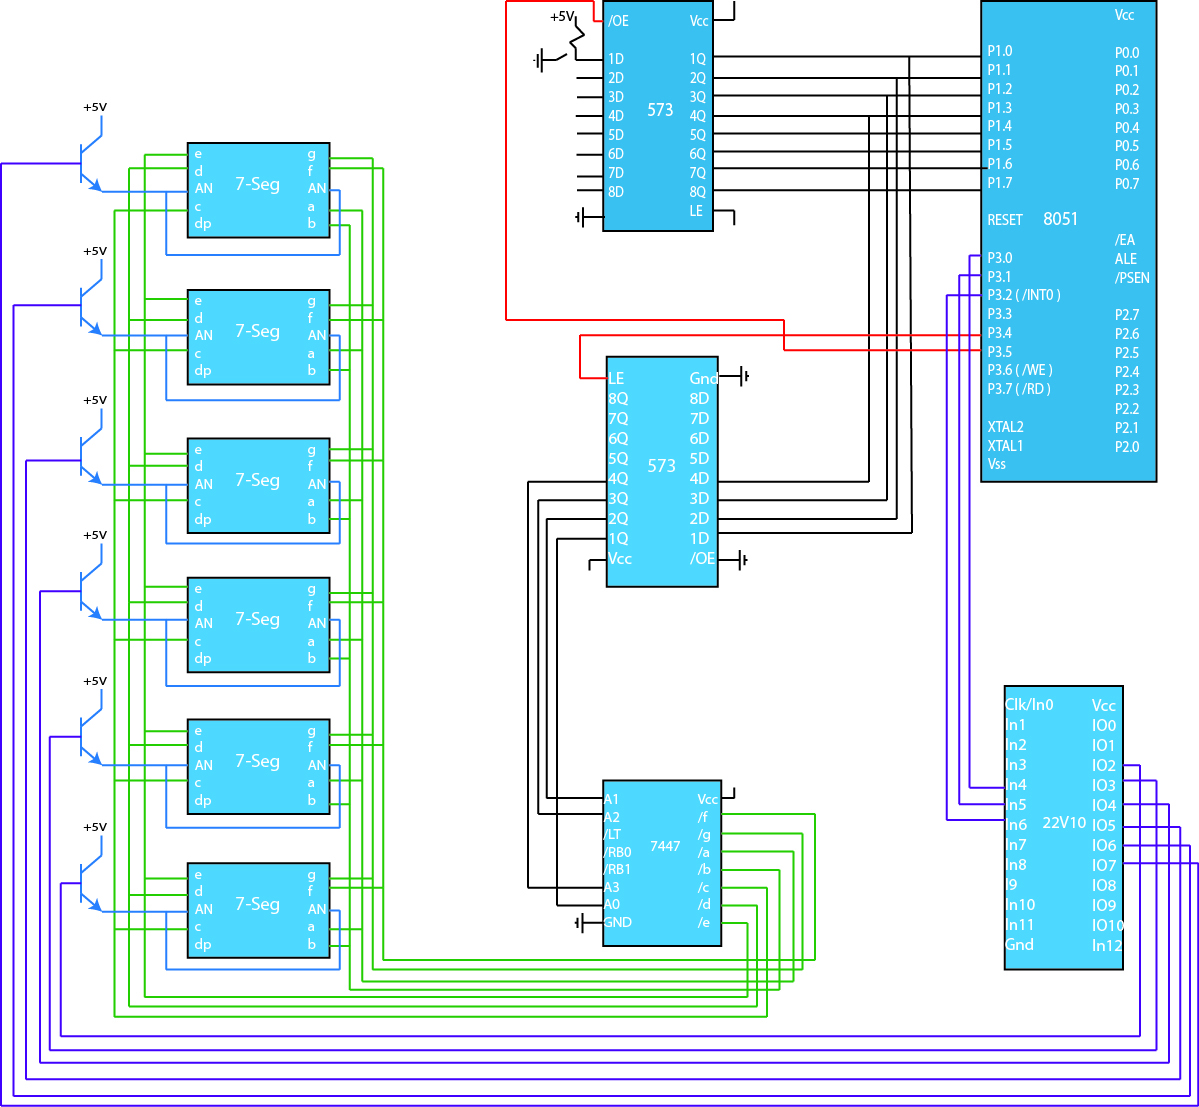 +5V
e g
d f
AN 7-Seg AN
c a
dp b
+5V
e g
d f
AN 7-Seg AN
c a
dp b
+5V
e g
d f
AN 7-Seg AN
c a
dp b
+5V
e g
d f
AN 7-Seg AN
c a
dp b
+5V
e g
d f
AN 7-Seg AN
c a
dp b
+5V
e g
d f
AN 7-Seg AN
c a
dp b
+5V
/OE Vcc
1D 1Q
2D 2Q
3D 3Q
573
4D 4Q
5D 5Q
6D 6Q
7D 7Q
8D 8Q
LE
LE Gnd
8Q 8D
7Q 7D
6Q 6D
5Q 5D
573
4Q 4D
3Q 3D
2Q 2D
1Q 1D
Vcc /OE
A1 Vcc
A2 /f
/LT /g
7447
/RB0 /a
/RB1 /b
A3 /c
A0 /d
GND /e
Vcc
P1.0 P0.0
P1.1 P0.1
P1.2 P0.2
P1.3 P0.3
P1.4 P0.4
P1.5 P0.5
P1.6 P0.6
P1.7 P0.7
RESET 8051
/EA
P3.0 ALE
P3.1 /PSEN
P3.2 ( /INT0 )
P3.3 P2.7
P3.4 P2.6
P3.5 P2.5
P3.6 ( /WE ) P2.4
P3.7 ( /RD ) P2.3
P2.2
XTAL2 P2.1
XTAL1 P2.0
Vss
Clk/In0 Vcc
In1 IO0
In2 IO1
In3 IO2
In4 IO3
In5 IO4
In6 22V10 IO5
In7 IO6
In8 IO7
I9 IO8
In10 IO9
In11 IO10
Gnd In12